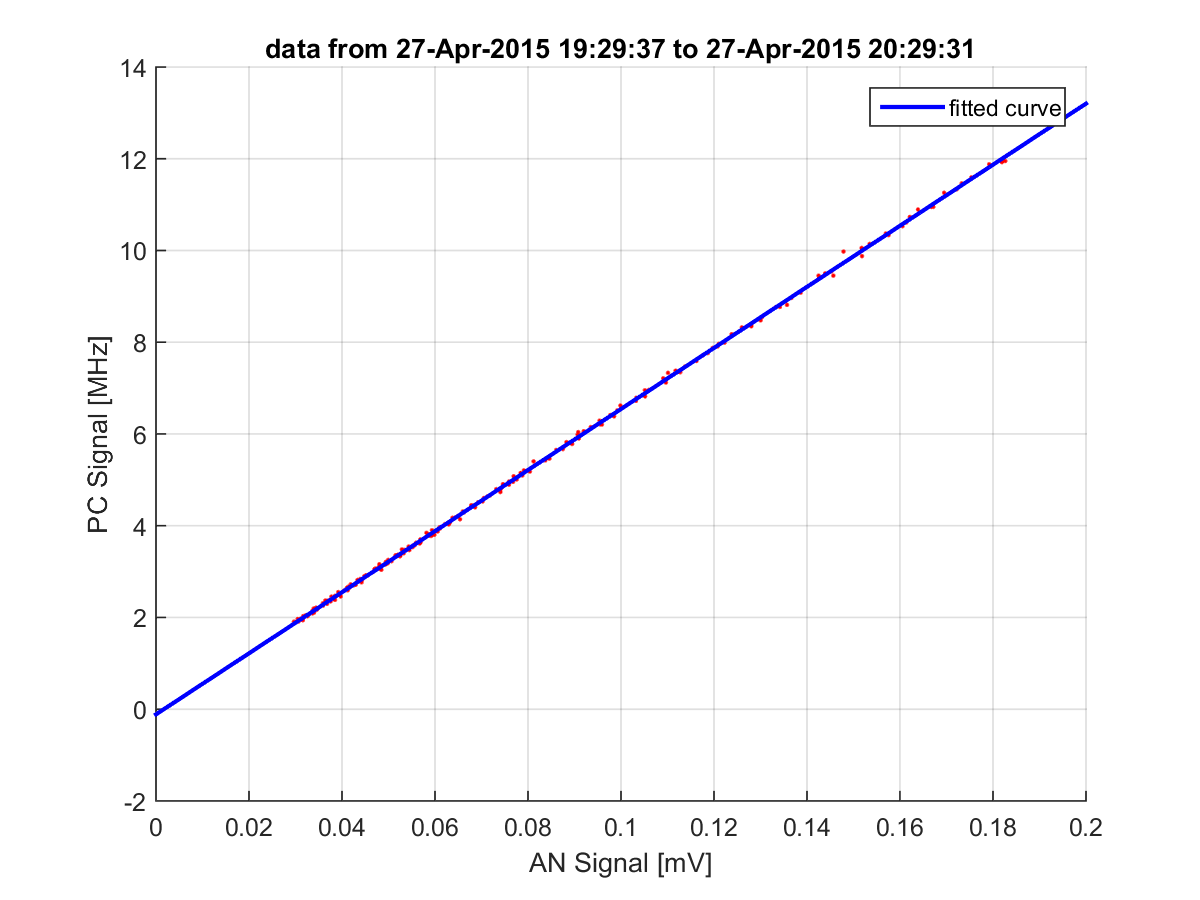 data from 27-Apr-2015 19:29:37 to 27-Apr-2015 20:29:31
fitted curve
PC Signal [MHz]
14
12
10
8
6
4
2
0
-2
0 0.02 0.04 0.06 0.08 0.1 0.12 0.14 0.16 0.18 0.2
AN Signal [mV]